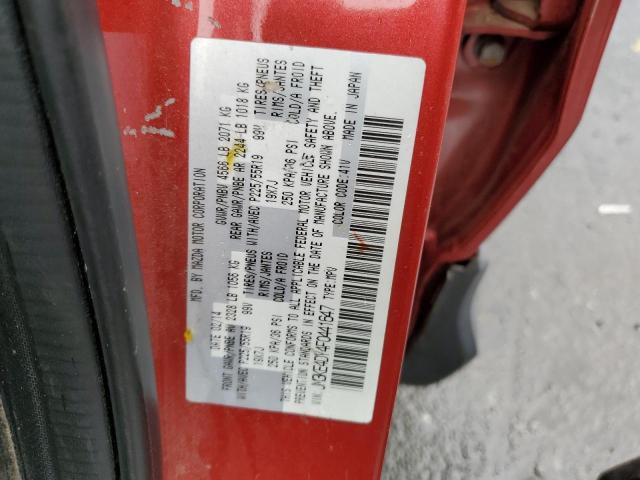 MFD. BY MAZDA MOTOR CORPORATION
DATE 02/14 GVWR/PNBV 4566 LB 2071 KG
FRONT GAWR/PNBE AV 2328 LB 1056 KG REAR GAWR/PNBE AR 2244 LB 1018 KG
WITH/AVEC P225/55R19 99V TIRES/PNEUS WITH/AVEC P225/55R19 99V TIRES/PNEUS
19X7J RIMS/JANTES 19X7J RIMS/JANTES
250 KPA/36 PSI COLD/A FROID 250 KPA/36 PSI COLD/A FROID
THIS VEHICLE CONFORMS TO ALL APPLICABLE FEDERAL MOTOR VEHICLE SAFETY AND THEFT
PREVENTION STANDARDS IN EFFECT ON THE DATE OF MANUFACTURE SHOWN ABOVE.
VIN: TYPE:MPV COLOR CODE:41V MADE IN JAPAN